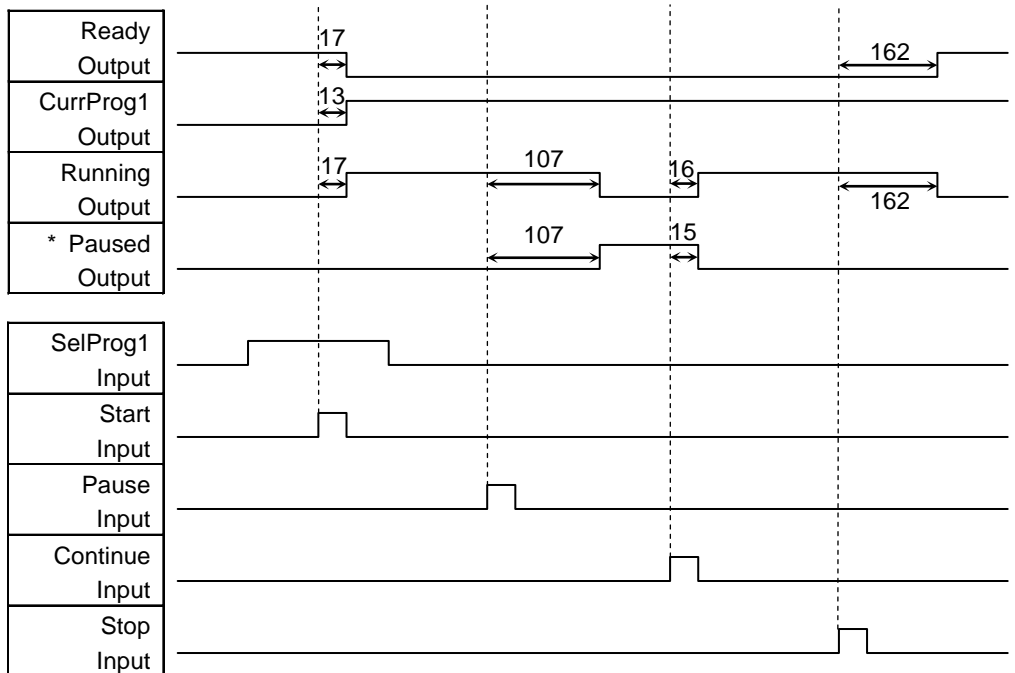 Ready
Output
17
162
CurrProg1
Output
13
Running
Output
17
107
16
162
* Paused
Output
107
15
SelProg1
Input
Start
Input
Pause
Input
Continue
Input
Stop
Input